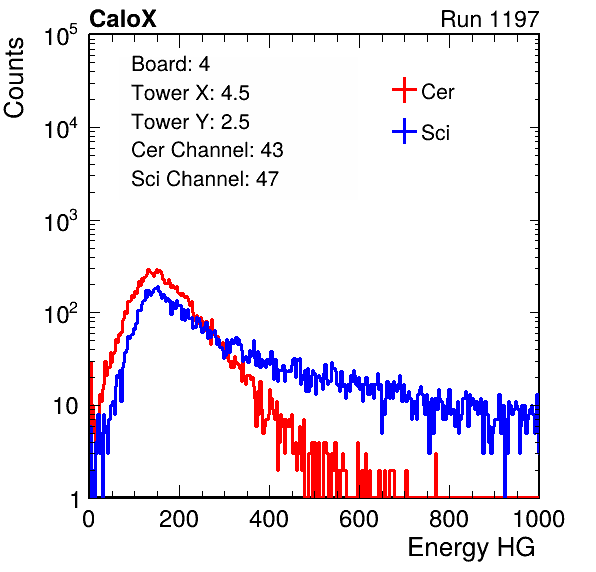 CaloX Run 1197
Counts
Board: 4
Tower X: 4.5
Tower Y: 2.5
Cer Channel: 43
Sci Channel: 47
Cer
Sci
10^5
10^4
10^3
10^2
10
1
0 200 400 600 800 1000
Energy HG